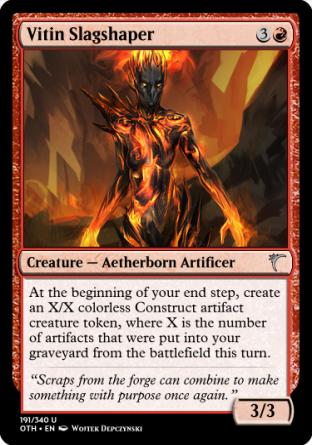 Vitin Slagshaper 3
Creature — Aetherborn Artificer
At the beginning of your end step, create
an X/X colorless Construct artifact
creature token, where X is the number
of artifacts that were put into your
graveyard from the battlefield this turn.
“Scraps from the forge can combine to make
something with purpose once again.”
3/3
191/340 U
OTH • EN Wojtek Depczynski